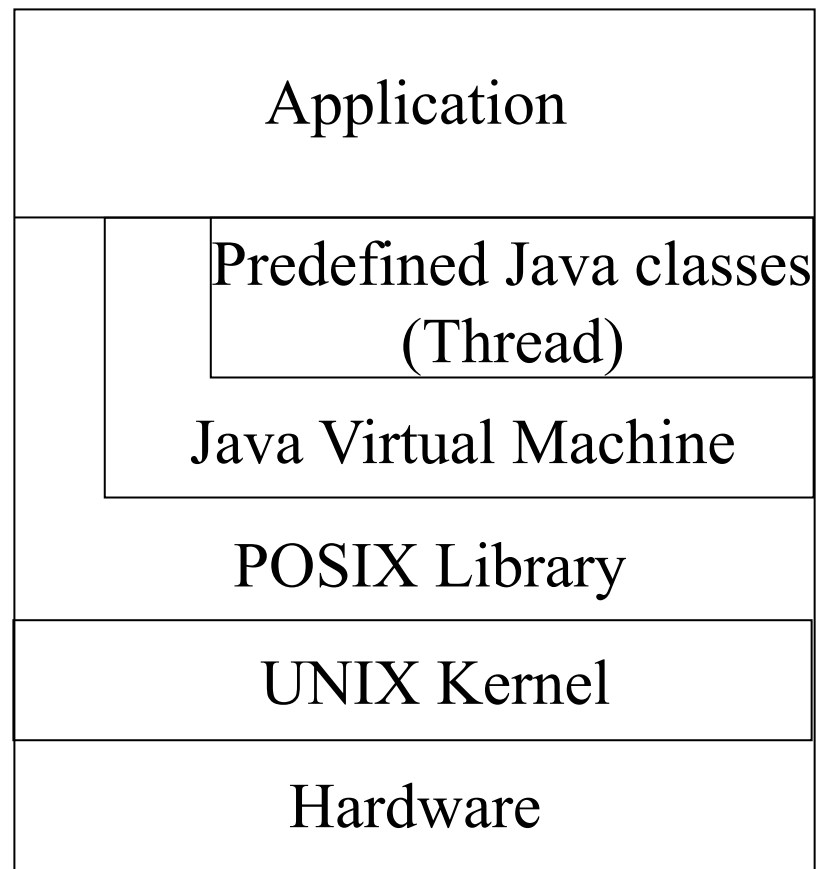 Application
Predefined Java classes
(Thread)
Java Virtual Machine
POSIX Library
UNIX Kernel
Hardware